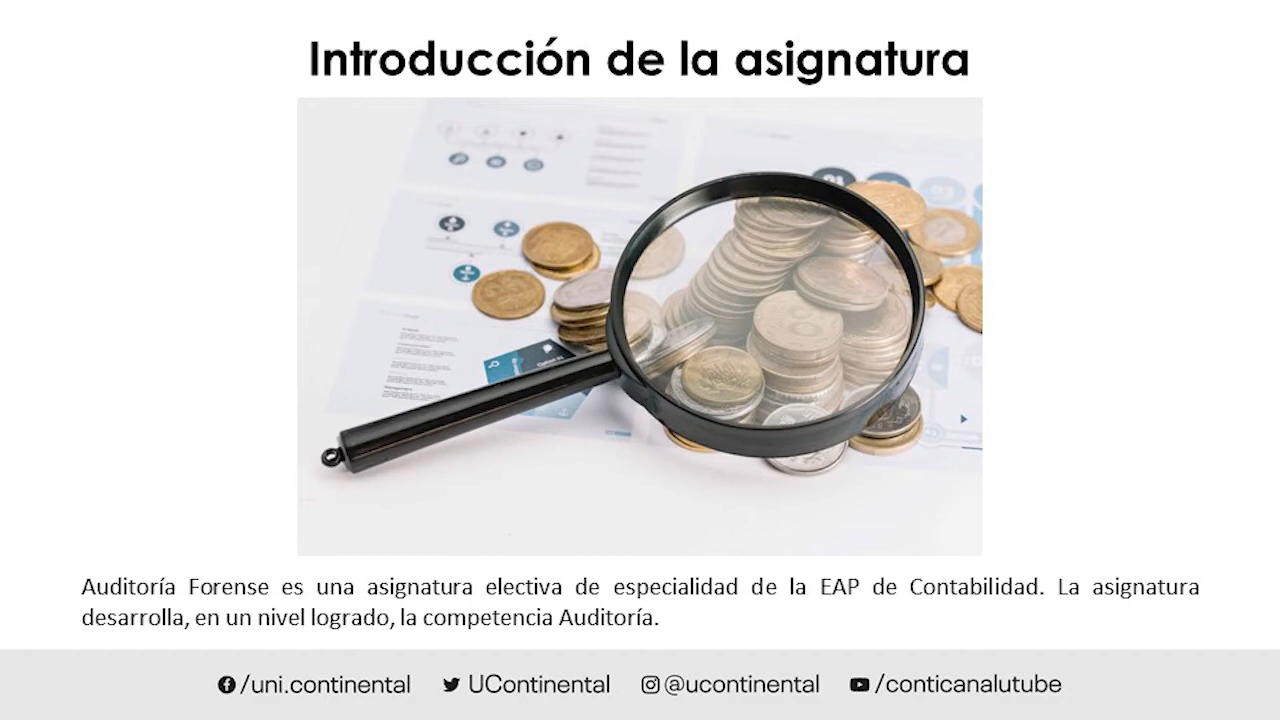 Introducción de la asignatura
Auditoría Forense es una asignatura electiva de especialidad de la EAP de Contabilidad. La asignatura
desarrolla, en un nivel logrado, la competencia Auditoría.
/uni.continental UContinental @ucontinental /conticanalutube